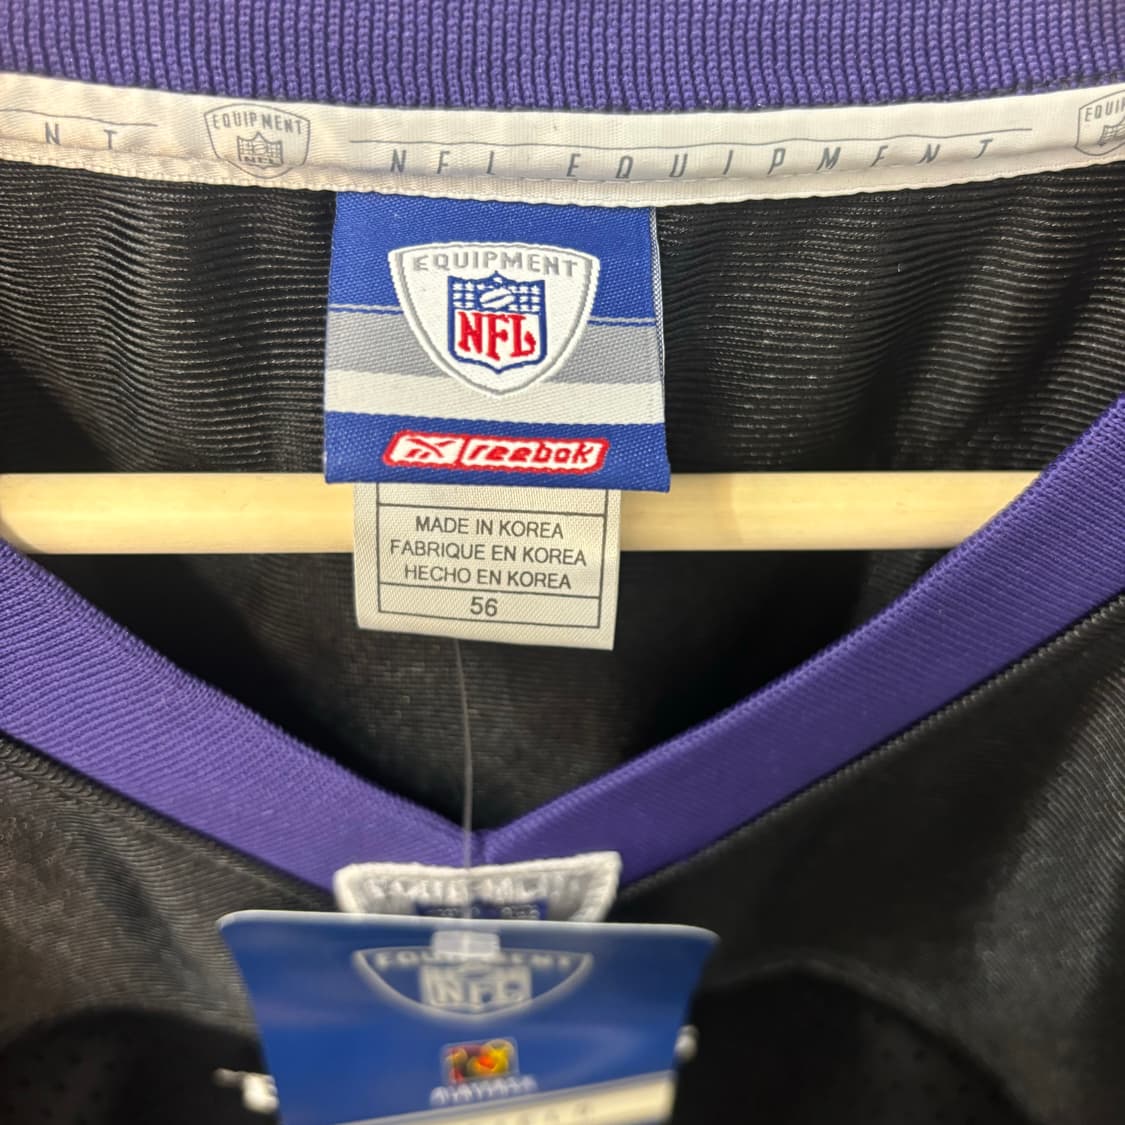 N T EQUIPMENT NFL NFL EQUIPMENT EQUIP
EQUIPMENT
NFL
reebok
MADE IN KOREA
FABRIQUE EN KOREA
HECHO EN KOREA
56
EQUIPMENT
EQUIPMENT
NFL